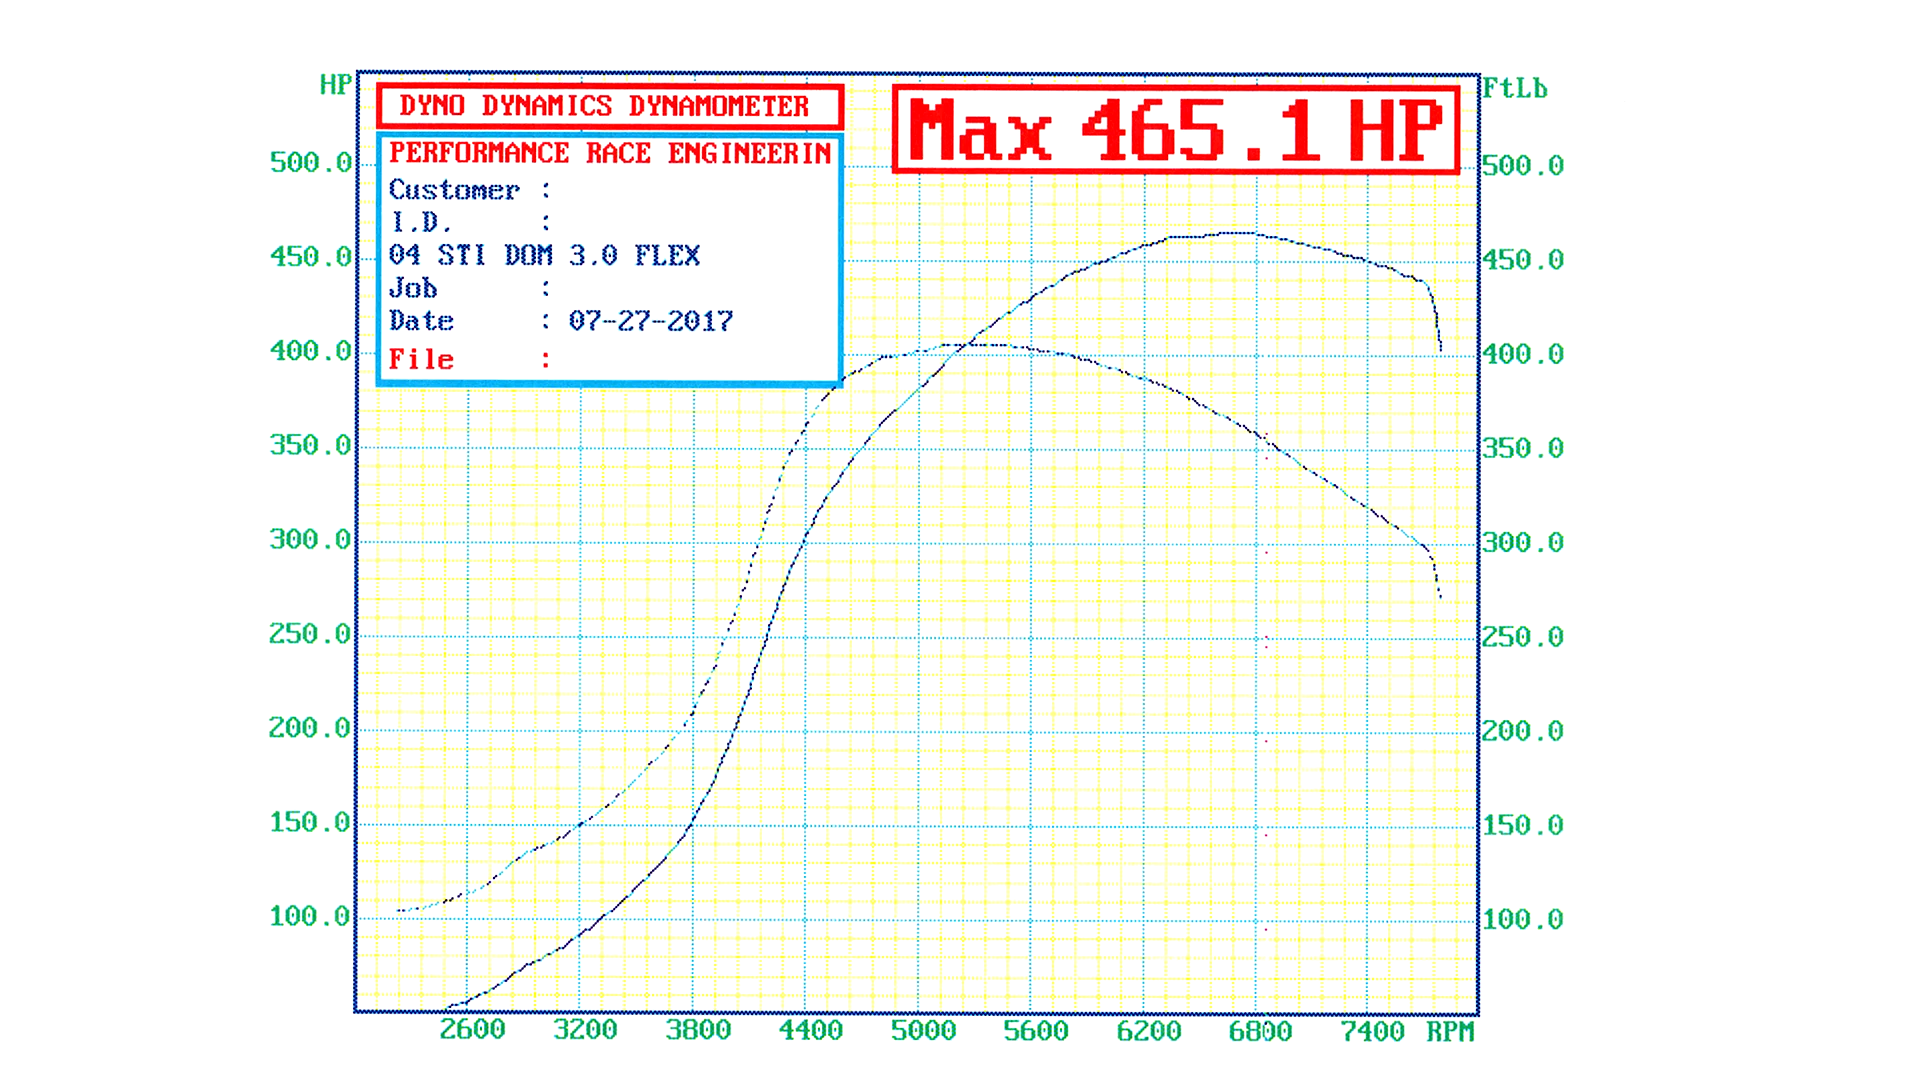 HP
FtLb
DYNO DYNAMICS DYNAMOMETER
Max 465.1 HP
PERFORMANCE RACE ENGINEERIN
Customer :
I.D. :
04 STI DOM 3.0 FLEX
Job :
Date : 07-27-2017
File :
500.0 500.0
450.0 450.0
400.0 400.0
350.0 350.0
300.0 300.0
250.0 250.0
200.0 200.0
150.0 150.0
100.0 100.0
2600 3200 3800 4400 5000 5600 6200 6800 7400 RPM